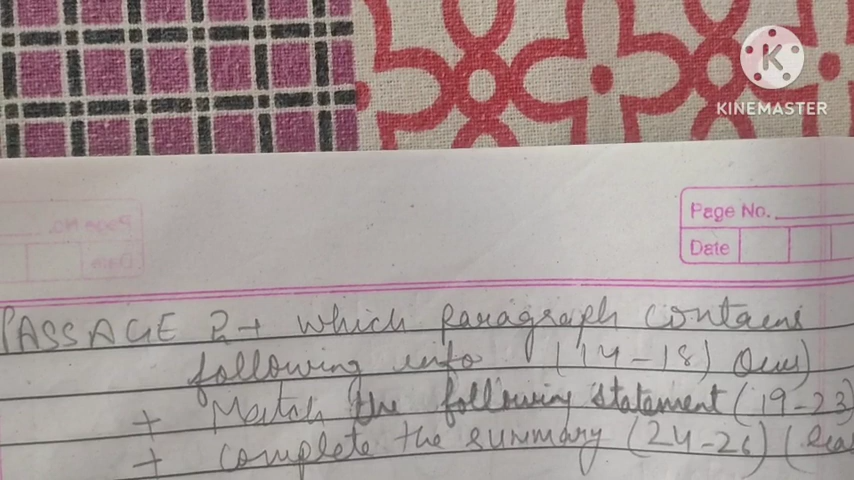 KINEMASTER
Page No.
Date
PASSAGE 2 → which paragraph contains
following info (14-18)
+ Match the following statement (19-23)
+ complete the summary (24-26)